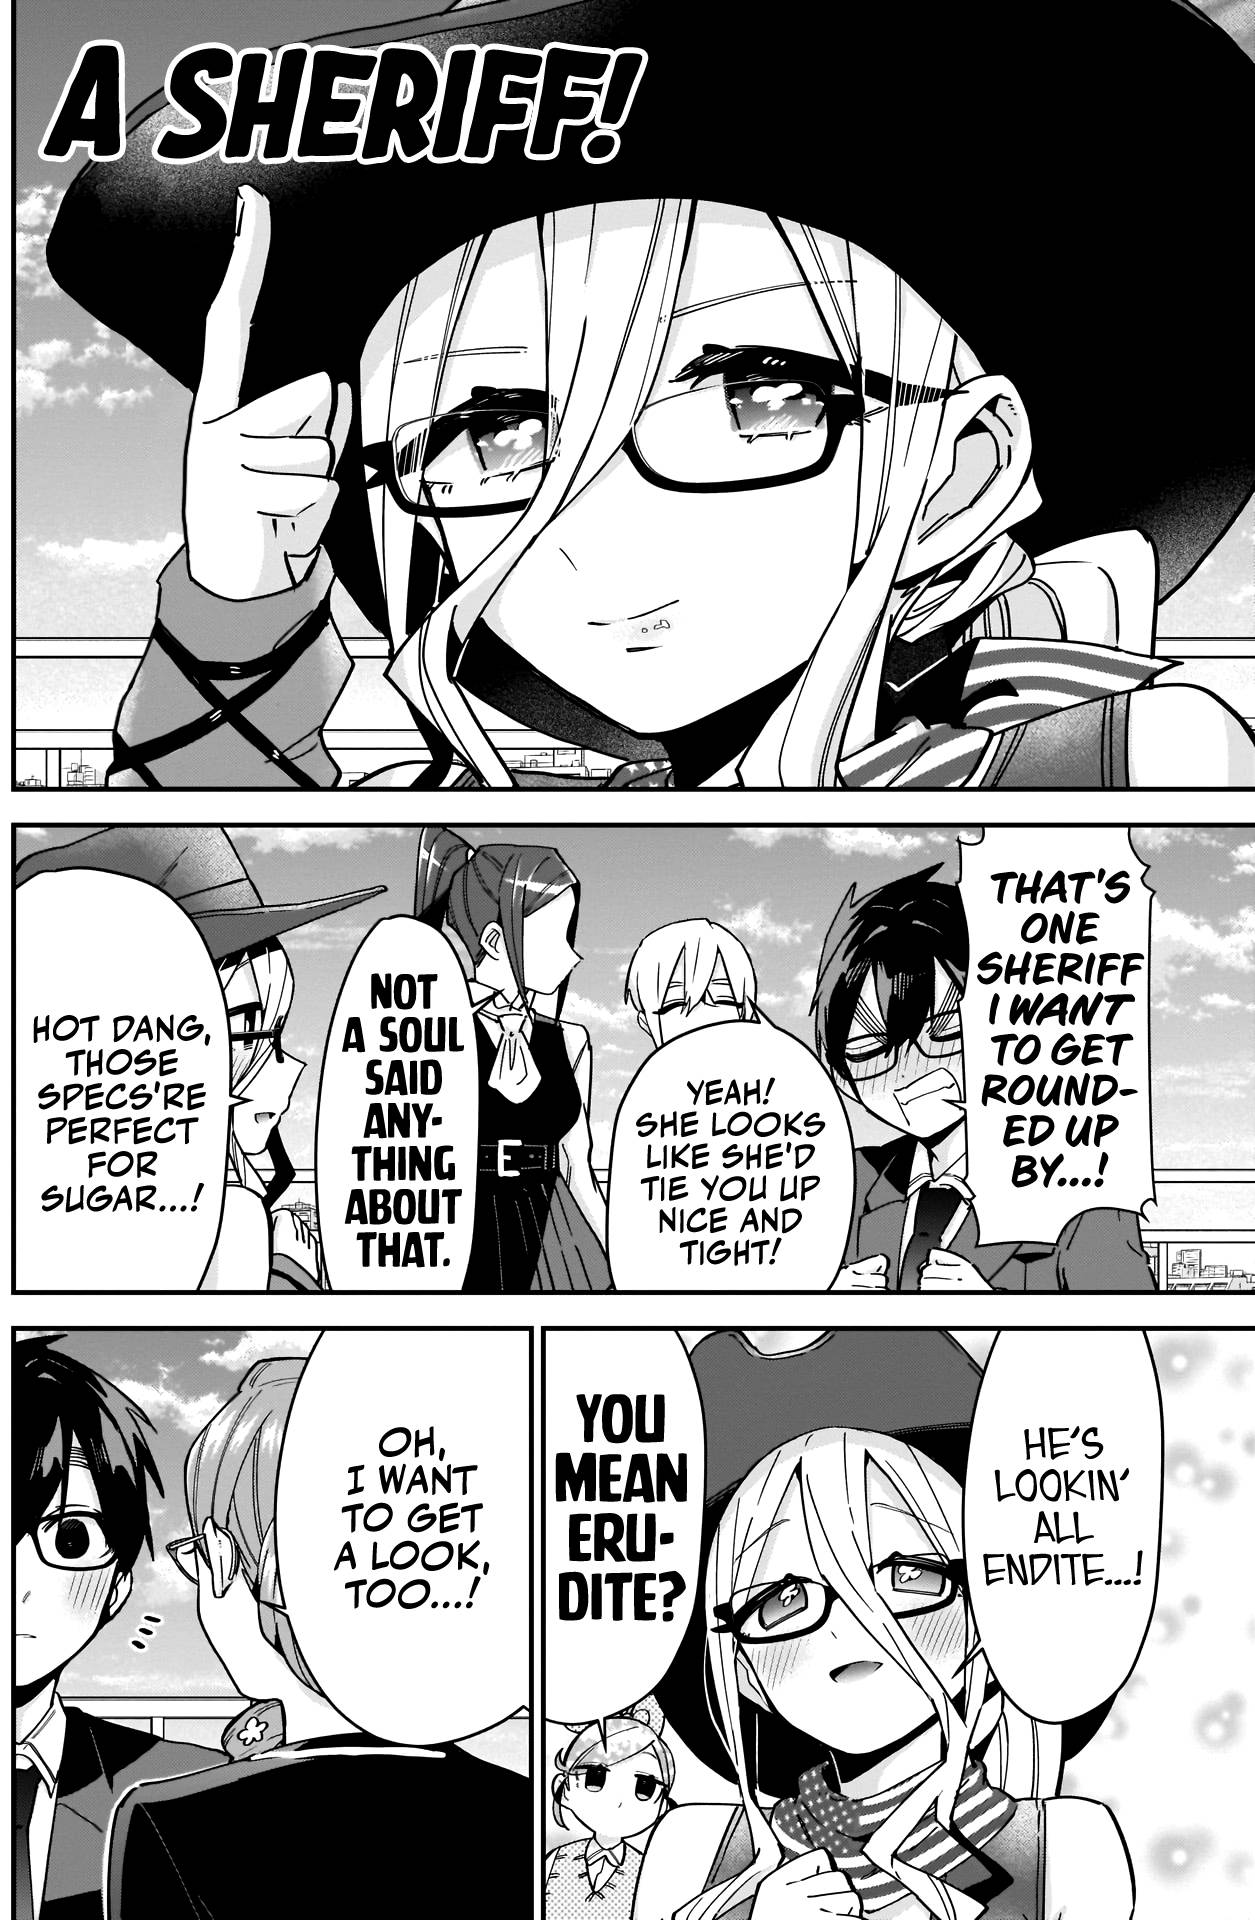 A SHERIFF!
THAT'S
ONE
SHERIFF
I WANT
TO GET
ROUND-
ED UP
BY...!
YEAH!
SHE LOOKS
LIKE SHE'D
TIE YOU UP
NICE AND
TIGHT!
NOT
A SOUL
SAID
ANY-
THING
ABOUT
THAT.
HOT DANG,
THOSE
SPECS'RE
PERFECT
FOR
SUGAR...!
HE'S
LOOKIN'
ALL
ENDITE...!
YOU
MEAN
ERU-
DITE?
OH,
I WANT
TO GET
A LOOK,
TOO...!